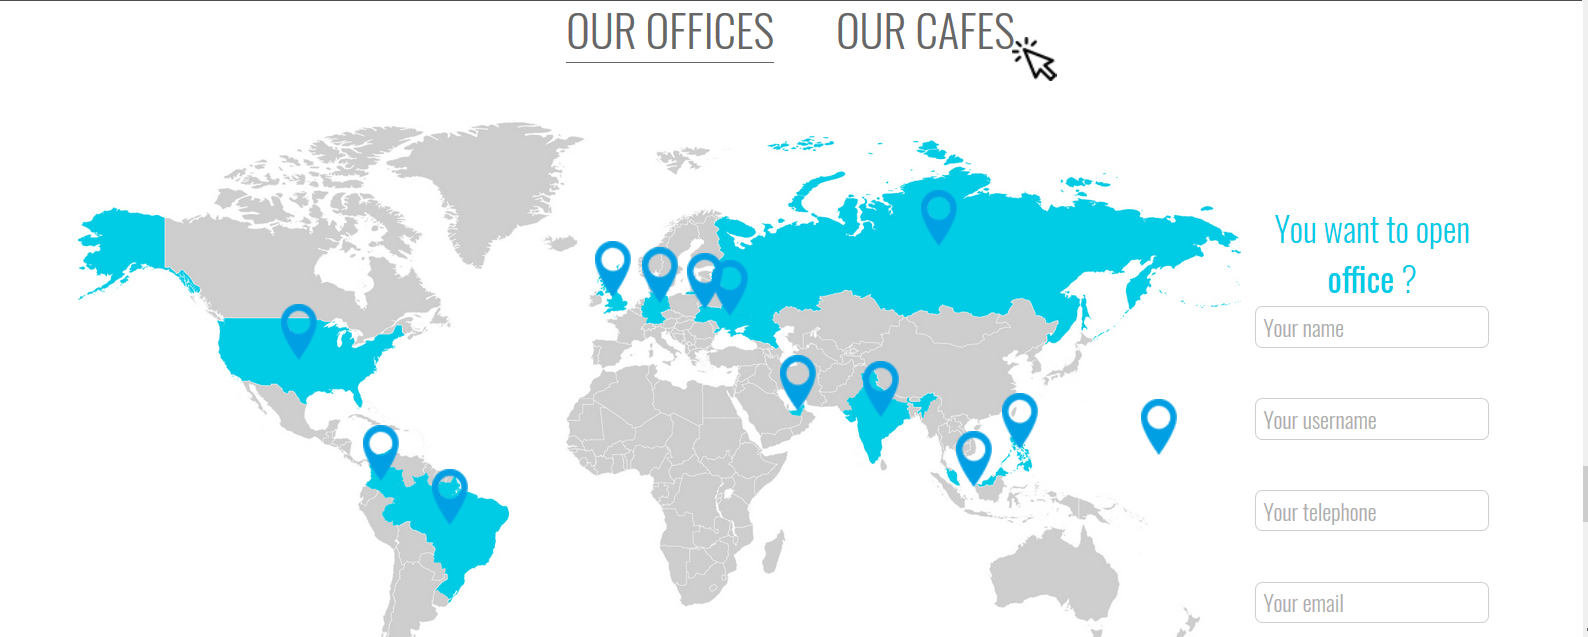 OUR OFFICES OUR CAFES
You want to open
office ?
Your name
Your username
Your telephone
Your email